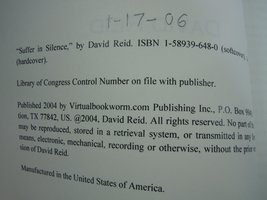 1-17-06
"Suffer in Silence," by David Reid. ISBN 1-58939-648-0 (softcover),
(hardcover).
Library of Congress Control Number on file with publisher.
Published 2004 by Virtualbookworm.com Publishing Inc., P.O. Box
tion, TX 77842, US. @2004, David Reid. All rights reserved. No part of
may be reproduced, stored in a retrieval system, or transmitted in any
means, electronic, mechanical, recording or otherwise, without the prior
sion of David Reid.
Manufactured in the United States of America.